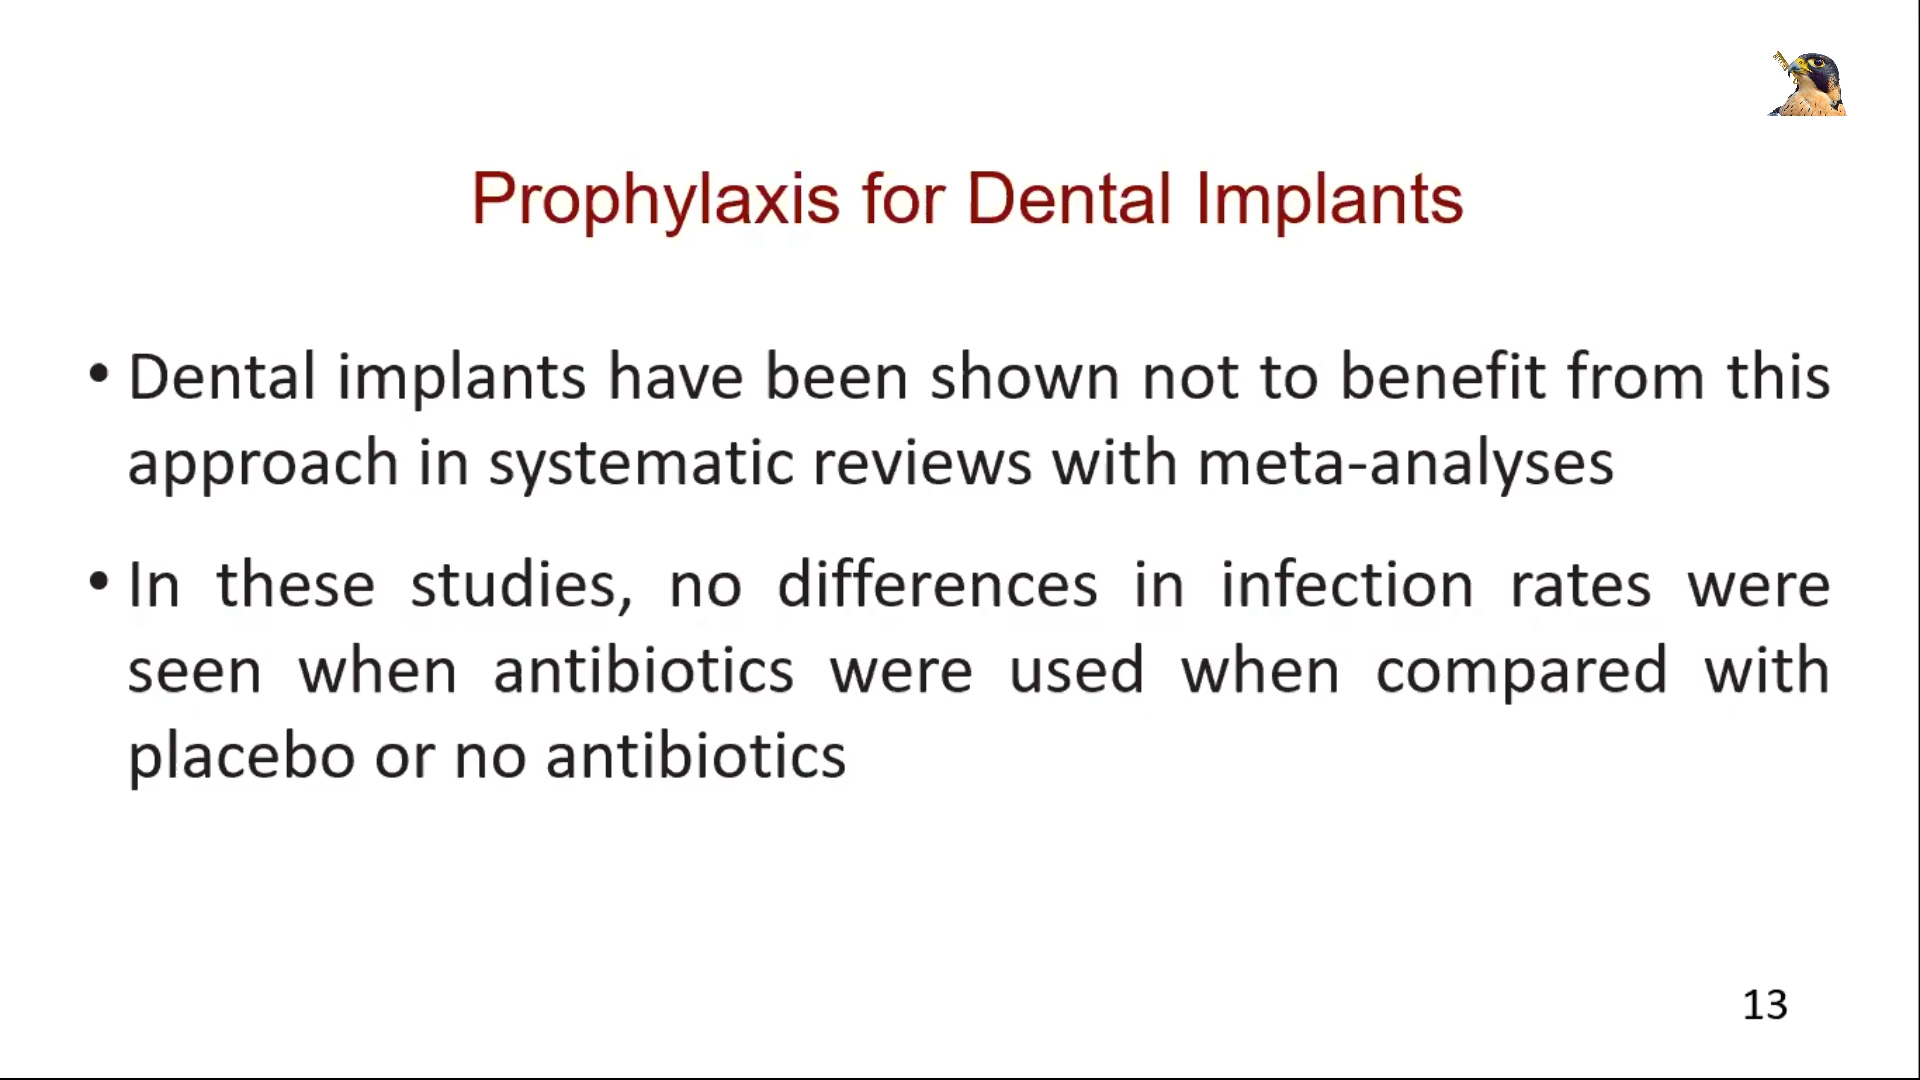 Prophylaxis for Dental Implants
• Dental implants have been shown not to benefit from this
approach in systematic reviews with meta-analyses
• In these studies, no differences in infection rates were
seen when antibiotics were used when compared with
placebo or no antibiotics
13